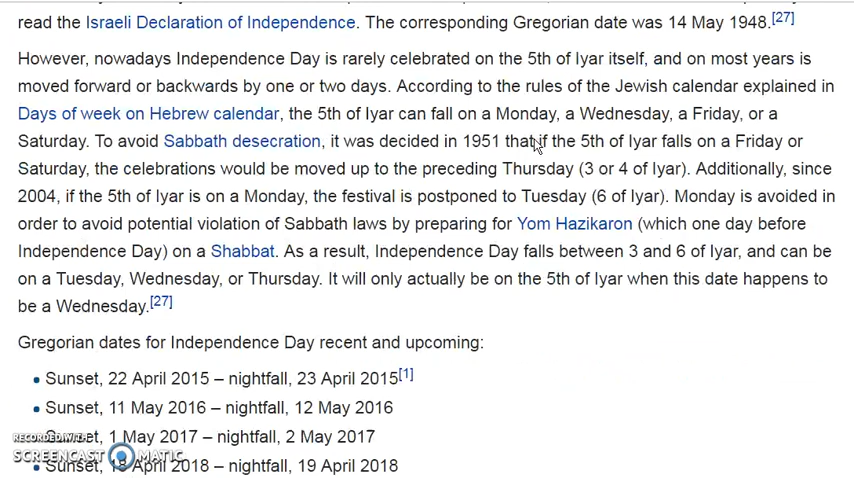 read the Israeli Declaration of Independence. The corresponding Gregorian date was 14 May 1948.[27]
However, nowadays Independence Day is rarely celebrated on the 5th of Iyar itself, and on most years is
moved forward or backwards by one or two days. According to the rules of the Jewish calendar explained in
Days of week on Hebrew calendar, the 5th of Iyar can fall on a Monday, a Wednesday, a Friday, or a
Saturday. To avoid Sabbath desecration, it was decided in 1951 that if the 5th of Iyar falls on a Friday or
Saturday, the celebrations would be moved up to the preceding Thursday (3 or 4 of Iyar). Additionally, since
2004, if the 5th of Iyar is on a Monday, the festival is postponed to Tuesday (6 of Iyar). Monday is avoided in
order to avoid potential violation of Sabbath laws by preparing for Yom Hazikaron (which one day before
Independence Day) on a Shabbat. As a result, Independence Day falls between 3 and 6 of Iyar, and can be
on a Tuesday, Wednesday, or Thursday. It will only actually be on the 5th of Iyar when this date happens to
be a Wednesday.[27]
Gregorian dates for Independence Day recent and upcoming:
• Sunset, 22 April 2015 – nightfall, 23 April 2015[1]
• Sunset, 11 May 2016 – nightfall, 12 May 2016
• Sunset, 1 May 2017 – nightfall, 2 May 2017
RECORDED WITH
SCREENCAST MATIC
• Sunset, 18 April 2018 – nightfall, 19 April 2018